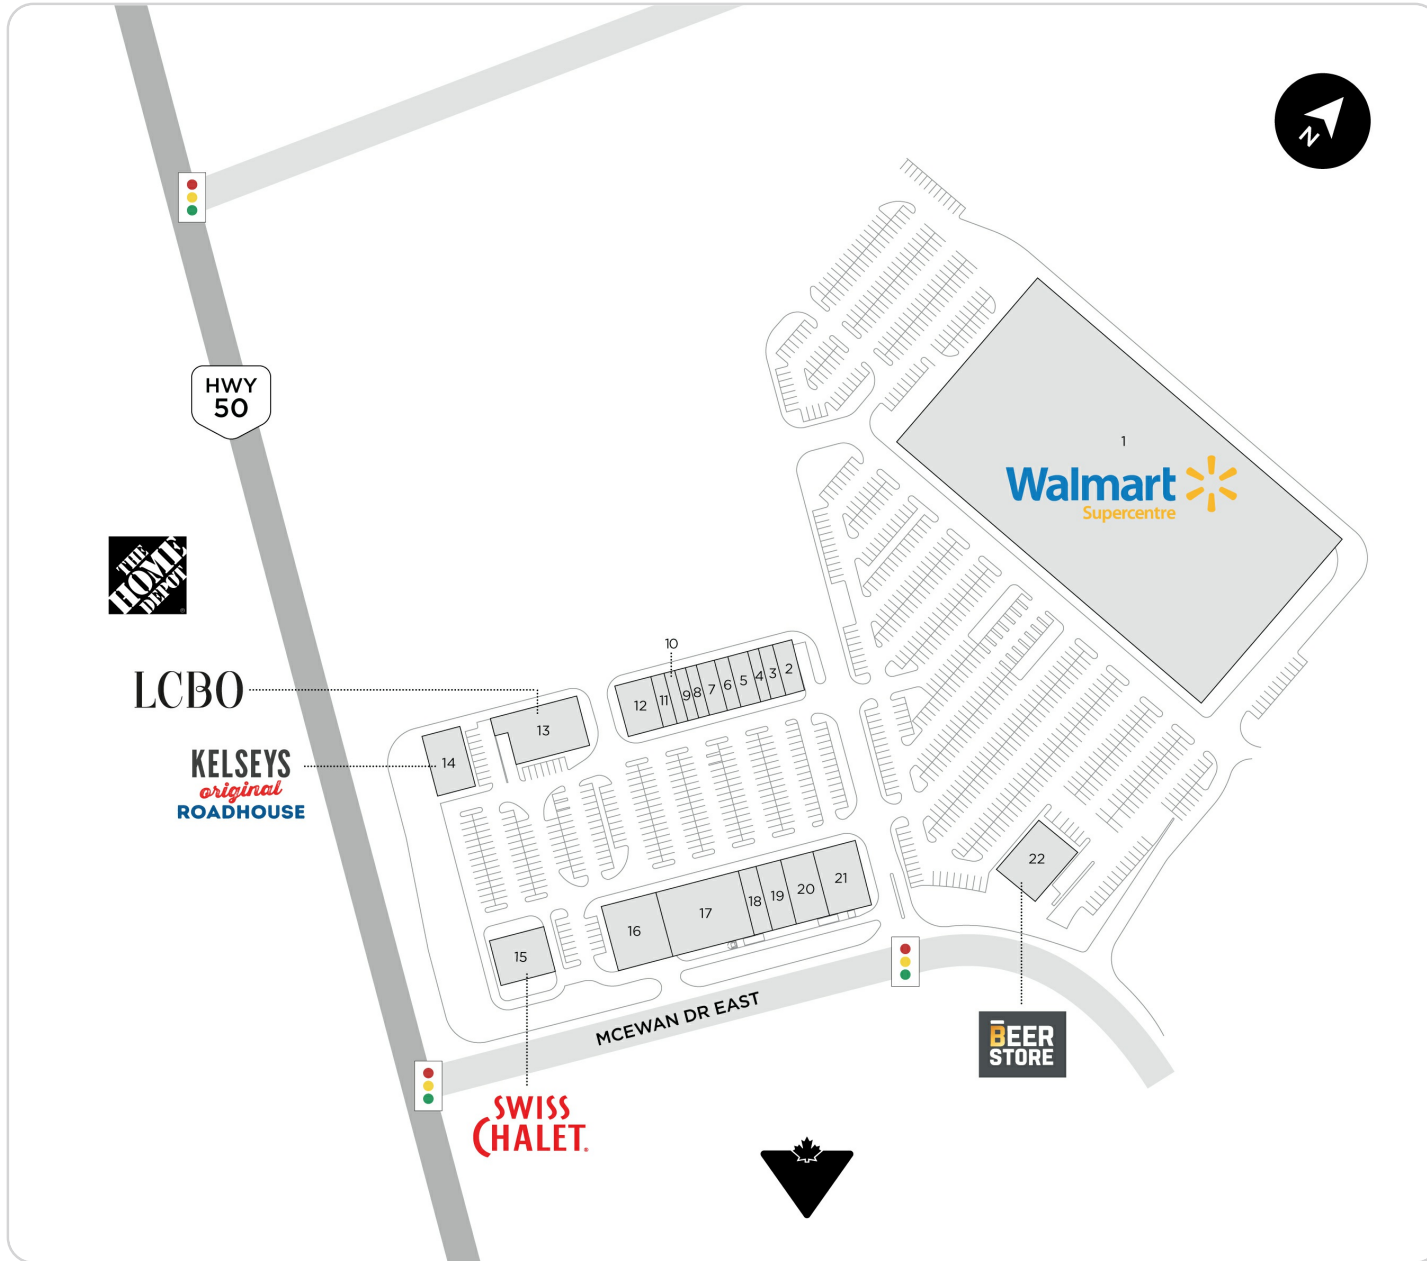 N
HWY
50
1
Walmart
Supercentre
THE
HOME
DEPOT
LCBO
KELSEYS
original
ROADHOUSE
10
12
11
9
8
7
6
5
4
3
2
13
14
22
21
20
19
18
17
16
15
MCEWAN DR EAST
BEER
STORE
SWISS
CHALET.